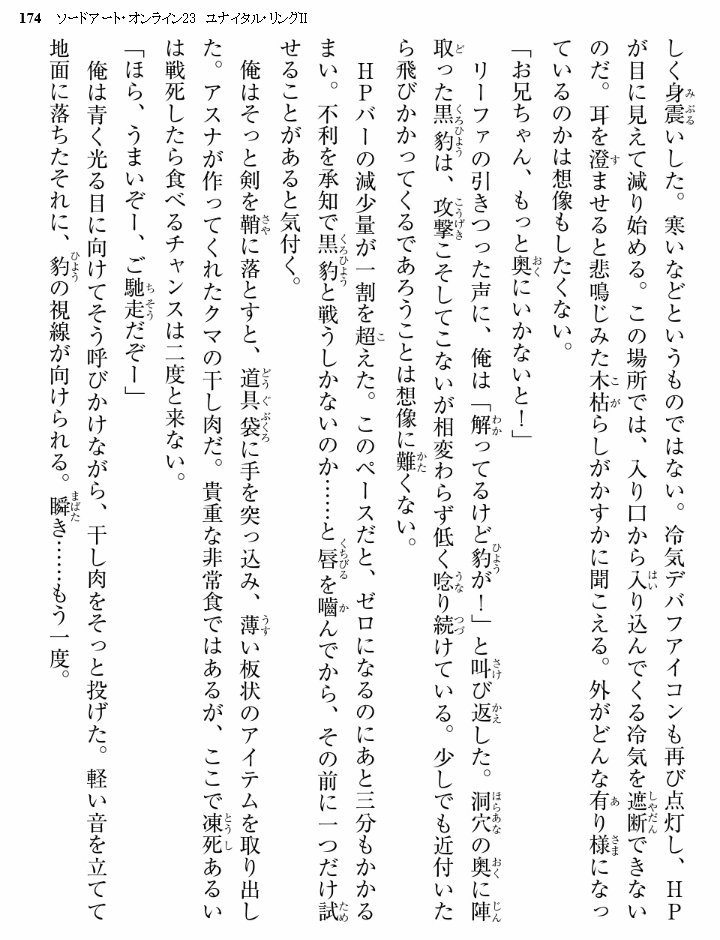 174　ソードアート・オンライン23　ユナイタル・リングⅡ
しく身震いした。寒いなどというものではない。冷気デバフアイコンも再び点灯し、ＨＰ
が目に見えて減り始める。この場所では、入り口から入り込んでくる冷気を遮断できない
のだ。耳を澄ませると悲鳴じみた木枯らしがかすかに聞こえる。外がどんな有り様になっ
ているのかは想像もしたくない。
「お兄ちゃん、もっと奥にいかないと！」
リーファの引きつった声に、俺は「解ってるけど豹が！」と叫び返した。洞穴の奥に陣
取った黒豹は、攻撃こそしてこないが相変わらず低く唸り続けている。少しでも近付いた
ら飛びかかってくるであろうことは想像に難くない。
ＨＰバーの減少量が一割を超えた。このペースだと、ゼロになるのにあと三分もかかる
まい。不利を承知で黒豹と戦うしかないのか……と唇を嚙んでから、その前に一つだけ試
せることがあると気付く。
俺はそっと剣を鞘に落とすと、道具袋に手を突っ込み、薄い板状のアイテムを取り出し
た。アスナが作ってくれたクマの干し肉だ。貴重な非常食ではあるが、ここで凍死あるい
は戦死したら食べるチャンスは二度と来ない。
「ほら、うまいぞー、ご馳走だぞー」
俺は青く光る目に向けてそう呼びかけながら、干し肉をそっと投げた。軽い音を立てて
地面に落ちたそれに、豹の視線が向けられる。瞬き……もう一度。